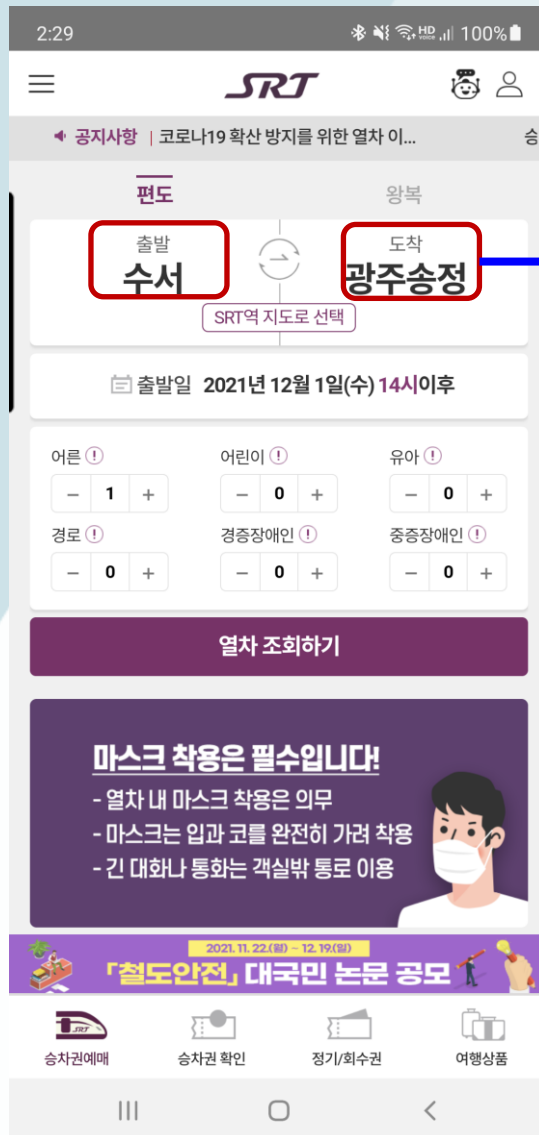 2:29 HD voice 100%
SRT
공지사항 | 코로나19 확산 방지를 위한 열차 이... 승
편도 왕복
출발 도착
수서 광주송정
SRT역 지도로 선택
출발일 2021년 12월 1일(수) 14시이후
어른 ! 어린이 ! 유아 !
− 1 + − 0 + − 0 +
경로 ! 경증장애인 ! 중증장애인 !
− 0 + − 0 + − 0 +
열차 조회하기
마스크 착용은 필수입니다!
- 열차 내 마스크 착용은 의무
- 마스크는 입과 코를 완전히 가려 착용
- 긴 대화나 통화는 객실밖 통로 이용
2021. 11. 22.(월) ~ 12. 19.(일)
「철도안전」 대국민 논문 공모
SRT
승차권예매 승차권 확인 정기/회수권 여행상품